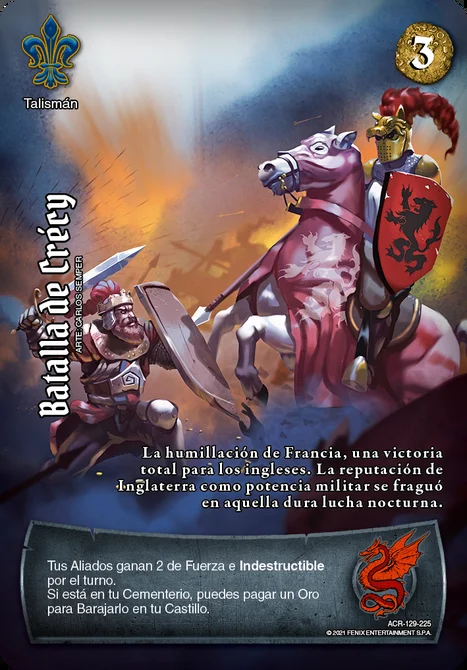 3
Talismán
Batalla de Crécy
ARTE: CARLOS SEMPER
La humillación de Francia, una victoria
total para los ingleses. La reputación de
Inglaterra como potencia militar se fraguó
en aquella dura lucha nocturna.
Tus Aliados ganan 2 de Fuerza e Indestructible
por el turno.
Si está en tu Cementerio, puedes pagar un Oro
para Barajarlo en tu Castillo.
ACR-129-225
© 2021 FENIX ENTERTAINMENT S.P.A.